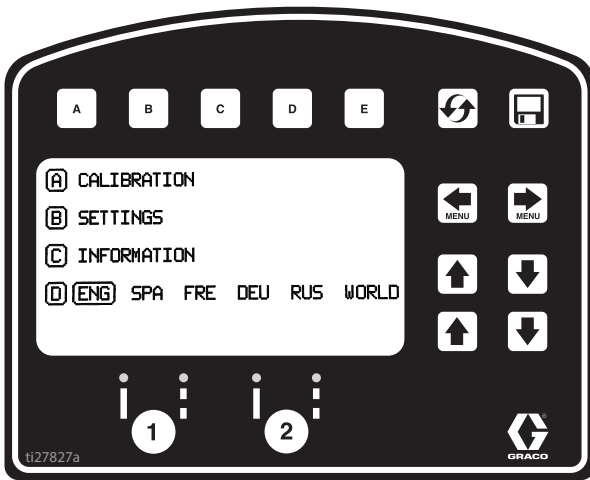 A B C D E
A CALIBRATION
B SETTINGS
C INFORMATION
D ENG SPA FRE DEU RUS WORLD
MENU MENU
1 2
ti27827a
GRACO